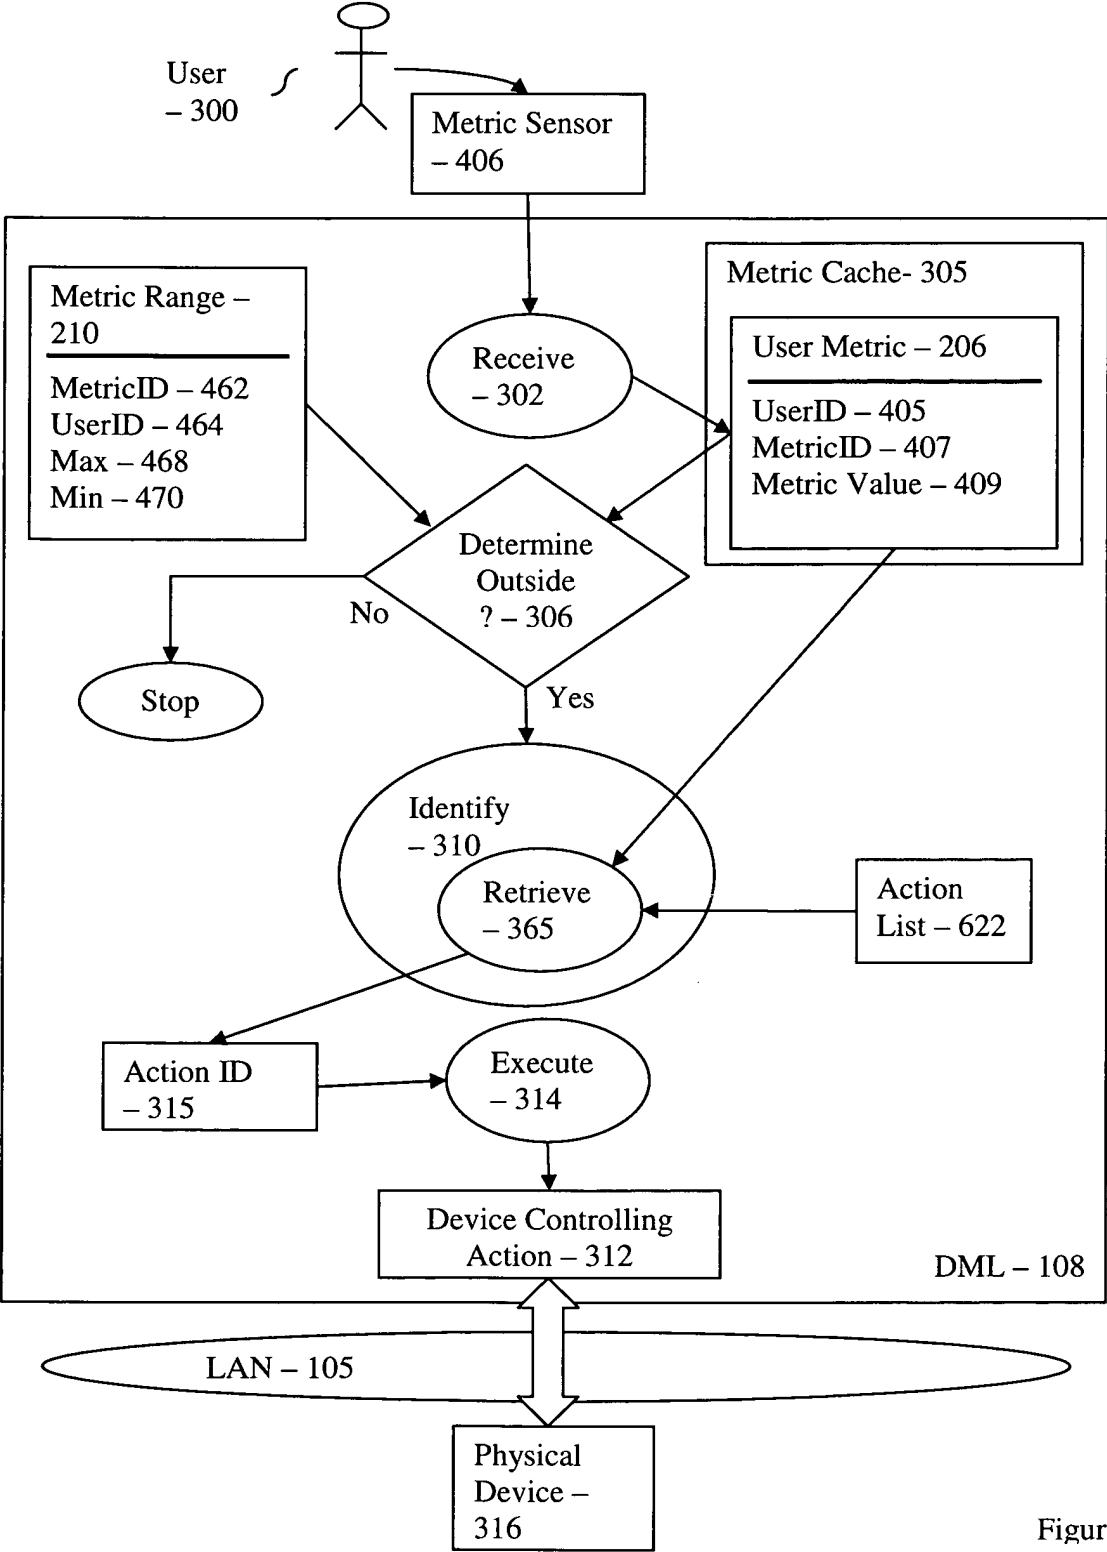 User
– 300
Metric Sensor
– 406
Metric Range –
210
MetricID – 462
UserID – 464
Max – 468
Min – 470
Receive
– 302
Metric Cache- 305
User Metric – 206
UserID – 405
MetricID – 407
Metric Value – 409
Determine
Outside
? – 306
No
Stop
Yes
Identify
– 310
Retrieve
– 365
Action
List – 622
Action ID
– 315
Execute
– 314
Device Controlling
Action – 312
DML – 108
LAN – 105
Physical
Device –
316
Figur